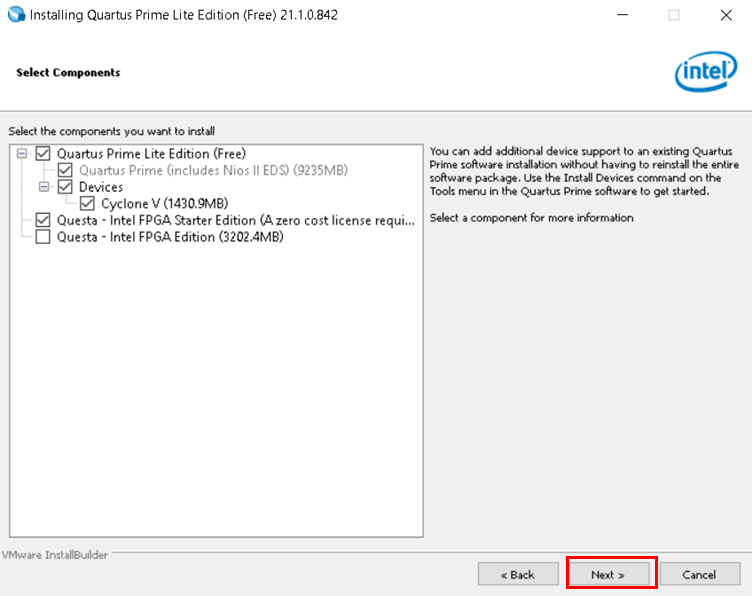 Installing Quartus Prime Lite Edition (Free) 21.1.0.842
Select Components
intel
Select the components you want to install
Quartus Prime Lite Edition (Free)
Quartus Prime (includes Nios II EDS) (9235MB)
Devices
Cyclone V (1430.9MB)
Questa - Intel FPGA Starter Edition (A zero cost license requi...
Questa - Intel FPGA Edition (3202.4MB)
You can add additional device support to an existing Quartus
Prime software installation without having to reinstall the entire
software package. Use the Install Devices command on the
Tools menu in the Quartus Prime software to get started.
Select a component for more information
VMware InstallBuilder
< Back
Next >
Cancel